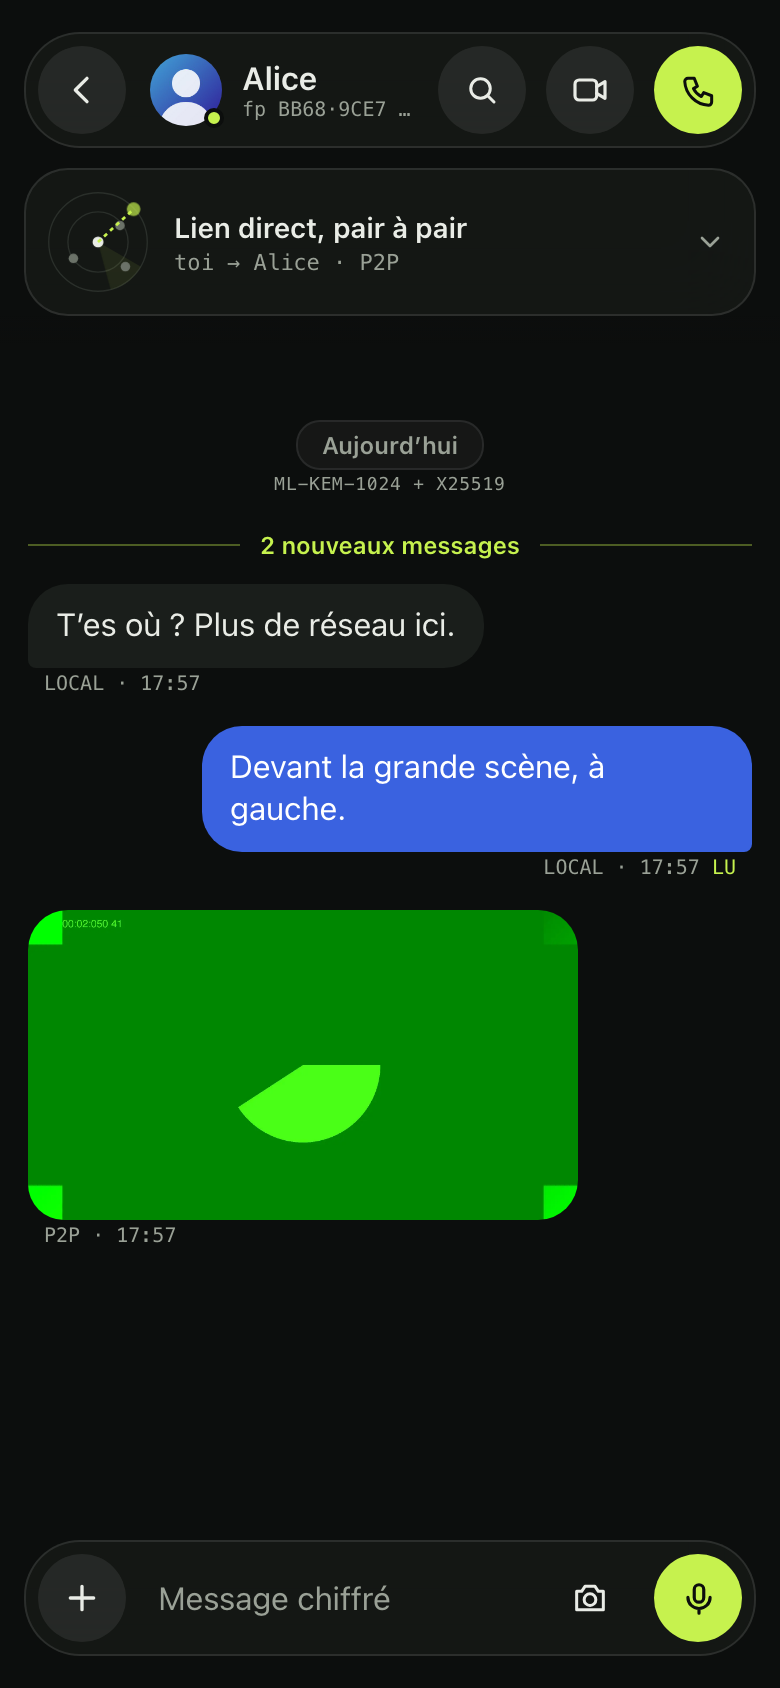 Alice
fp BB68·9CE7 …
Lien direct, pair à pair
toi → Alice · P2P
Aujourd’hui
ML-KEM-1024 + X25519
2 nouveaux messages
T’es où ? Plus de réseau ici.
LOCAL · 17:57
Devant la grande scène, à
gauche.
LOCAL · 17:57 LU
00:02:050 41
P2P · 17:57
Message chiffré